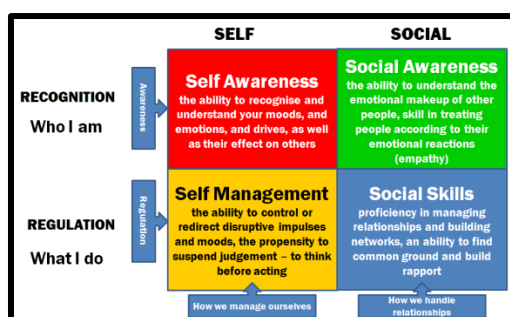 SELF
SOCIAL
RECOGNITION
Who I am
Awareness
Self Awareness
the ability to recognise and
understand your moods, and
emotions, and drives, as well
as their effect on others
Social Awareness
the ability to understand the
emotional makeup of other
people, skill in treating
people according to their
emotional reactions
(empathy)
REGULATION
What I do
Regulation
Self Management
the ability to control or
redirect disruptive impulses
and moods, the propensity to
suspend judgement – to think
before acting
Social Skills
proficiency in managing
relationships and building
networks, an ability to find
common ground and build
rapport
How we manage ourselves
How we handle
relationships